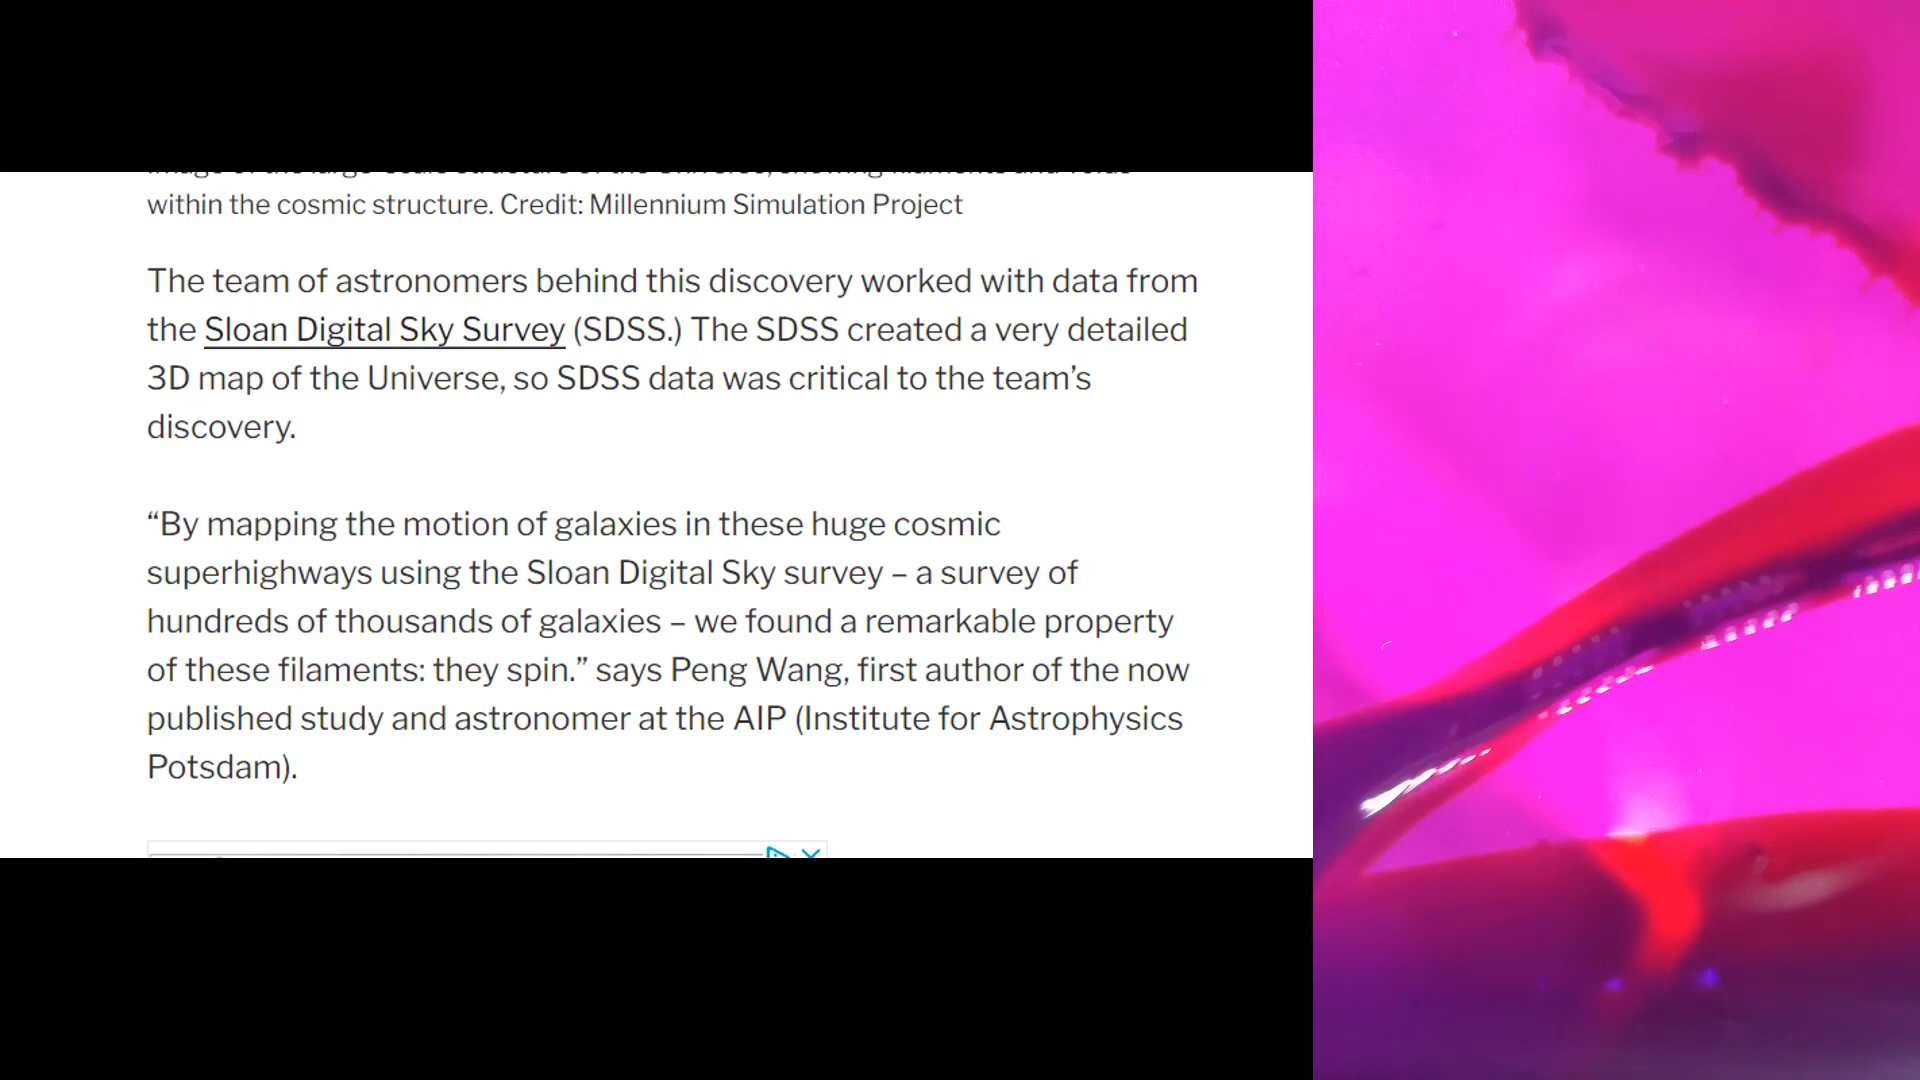 within the cosmic structure. Credit: Millennium Simulation Project
The team of astronomers behind this discovery worked with data from
the Sloan Digital Sky Survey (SDSS.) The SDSS created a very detailed
3D map of the Universe, so SDSS data was critical to the team’s
discovery.
“By mapping the motion of galaxies in these huge cosmic
superhighways using the Sloan Digital Sky survey – a survey of
hundreds of thousands of galaxies – we found a remarkable property
of these filaments: they spin.” says Peng Wang, first author of the now
published study and astronomer at the AIP (Institute for Astrophysics
Potsdam).